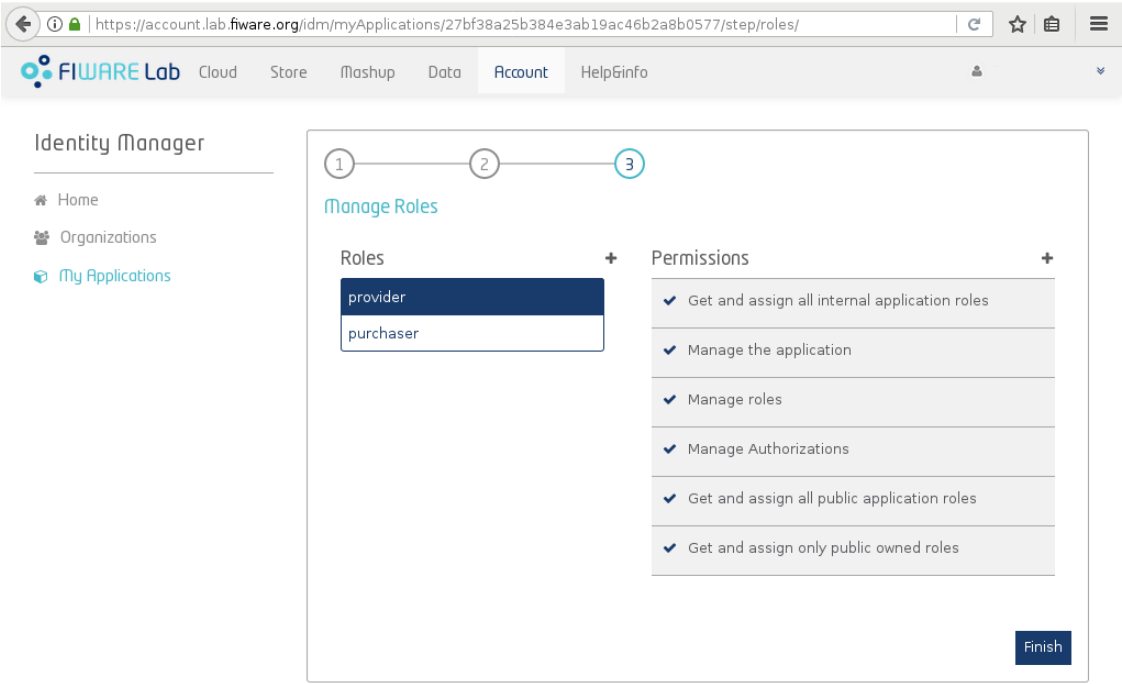 https://account.lab.fiware.org/idm/myApplications/27bf38a25b384e3ab19ac46b2a8b0577/step/roles/
FIWARE Lab Cloud Store Mashup Data Account Help&info
Identity Manager
Home
Organizations
My Applications
1 2 3
Manage Roles
Roles +
provider
purchaser
Permissions +
Get and assign all internal application roles
Manage the application
Manage roles
Manage Authorizations
Get and assign all public application roles
Get and assign only public owned roles
Finish